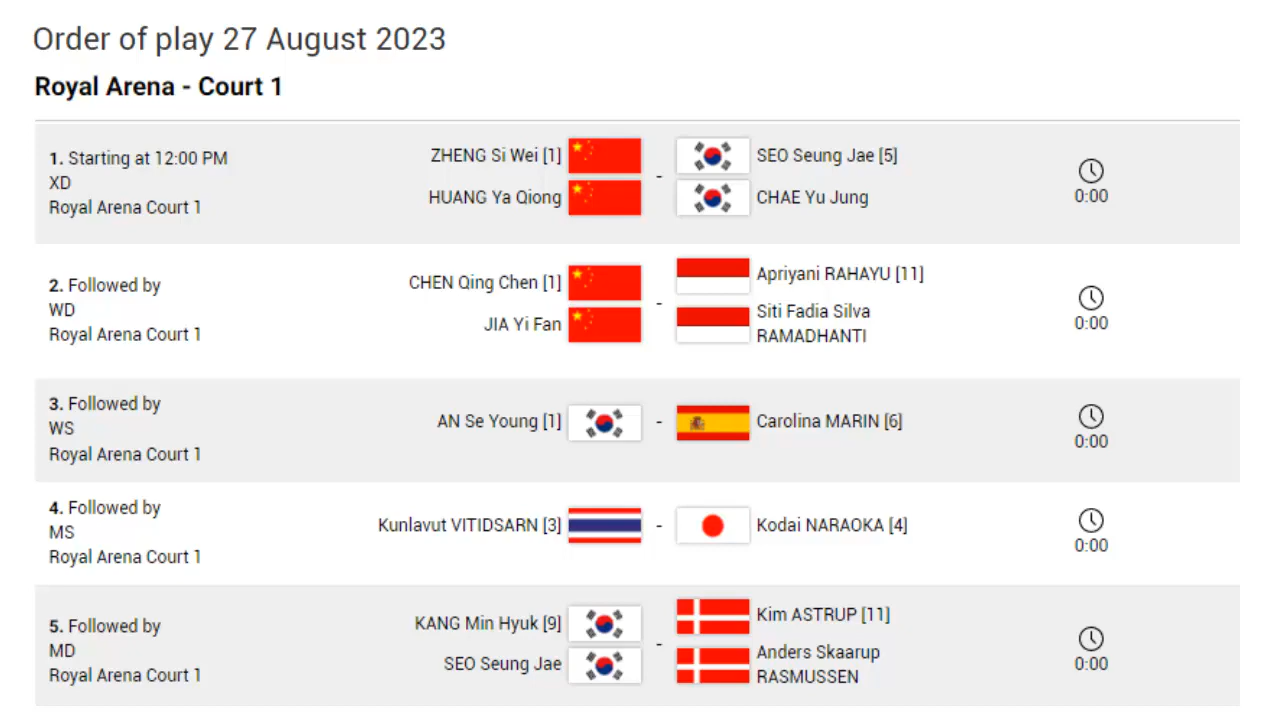 Order of play 27 August 2023
Royal Arena - Court 1
1. Starting at 12:00 PM
XD
Royal Arena Court 1
ZHENG Si Wei [1]
HUANG Ya Qiong
-
SEO Seung Jae [5]
CHAE Yu Jung
0:00
2. Followed by
WD
Royal Arena Court 1
CHEN Qing Chen [1]
JIA Yi Fan
-
Apriyani RAHAYU [11]
Siti Fadia Silva
RAMADHANTI
0:00
3. Followed by
WS
Royal Arena Court 1
AN Se Young [1]
-
Carolina MARIN [6]
0:00
4. Followed by
MS
Royal Arena Court 1
Kunlavut VITIDSARN [3]
-
Kodai NARAOKA [4]
0:00
5. Followed by
MD
Royal Arena Court 1
KANG Min Hyuk [9]
SEO Seung Jae
-
Kim ASTRUP [11]
Anders Skaarup
RASMUSSEN
0:00